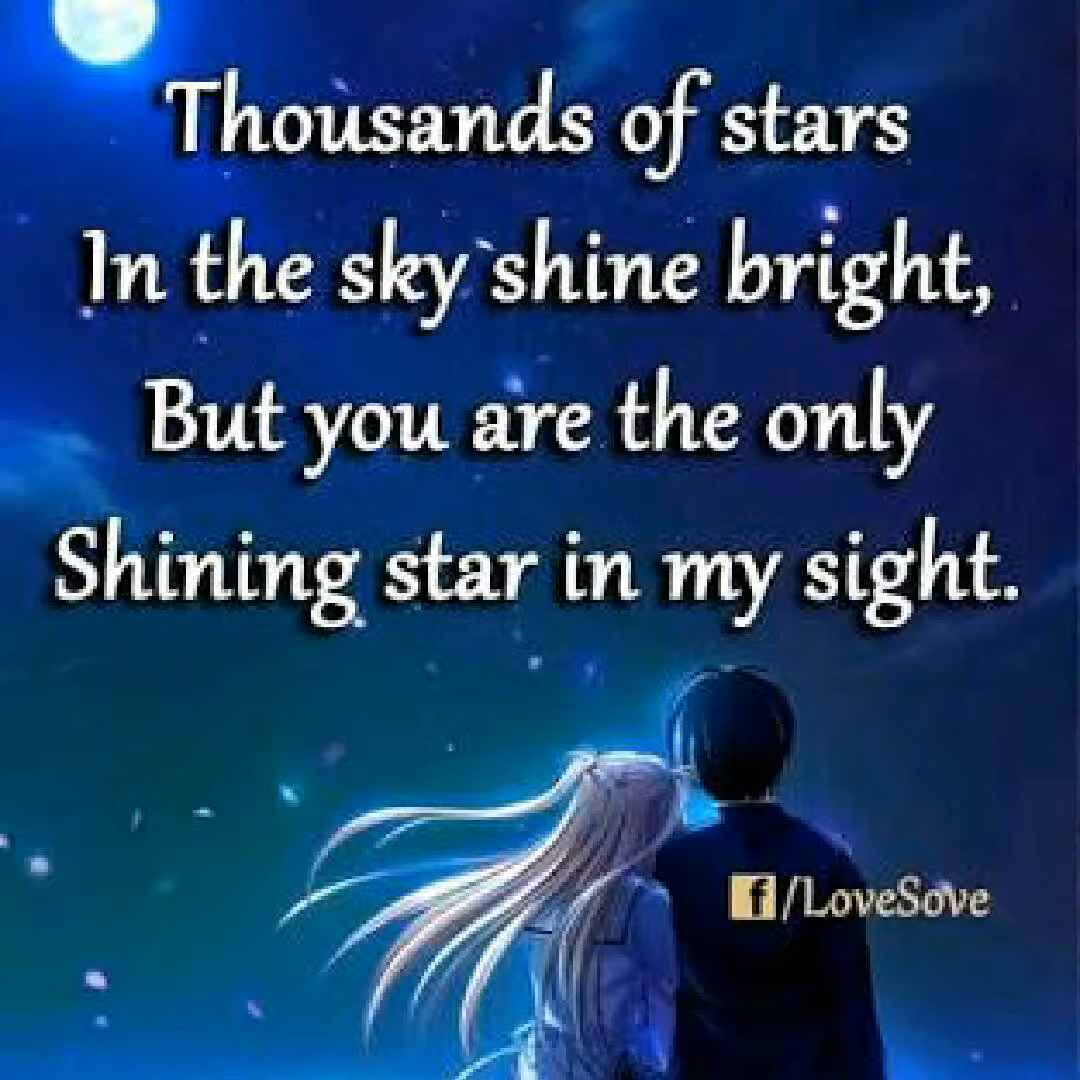 Thousands of stars
In the sky shine bright,
But you are the only
Shining star in my sight.
f/LoveSove